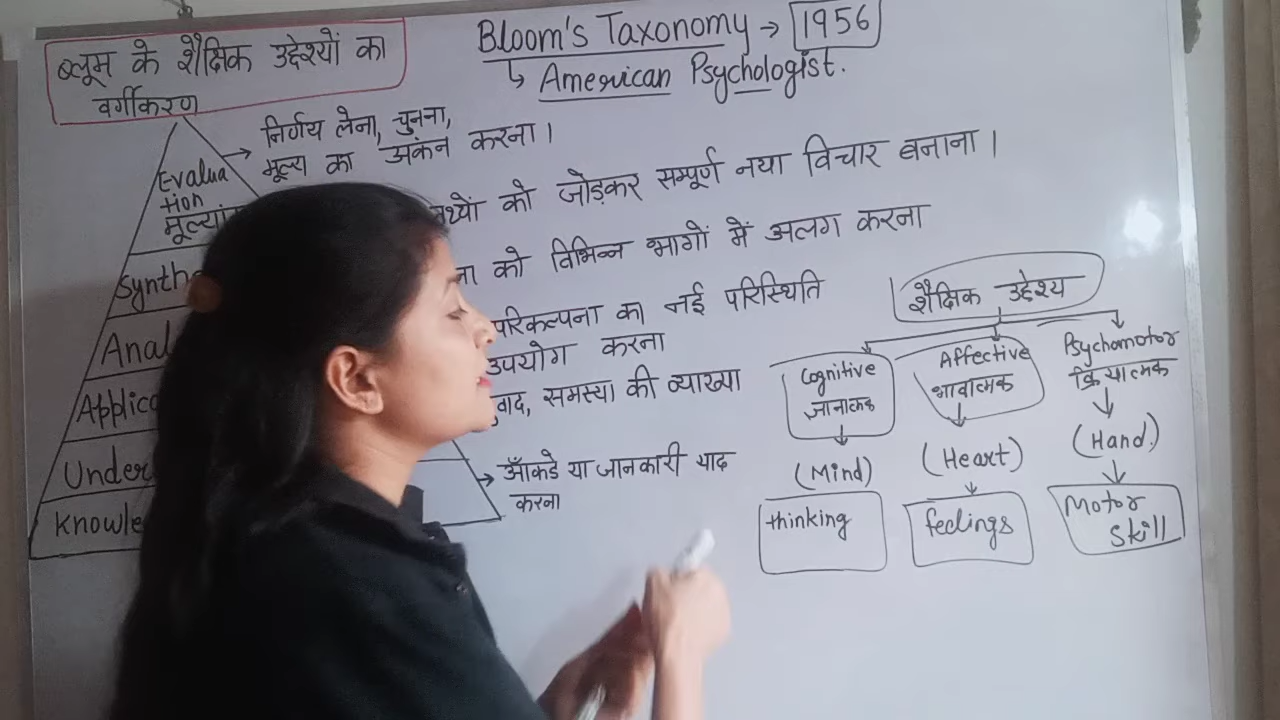 ब्लूम के शैक्षिक उद्देश्यों का
वर्गीकरण
Bloom's Taxonomy → 1956
↳ American Psychologist.
Evalua
tion
→ निर्णय लेना, चुनना,
मूल्य का अकंन करना।
को जोड़कर सम्पूर्ण नया विचार बनाना।
को विभिन्न भागों में अलग करना
परिकल्पना का नई परिस्थिति
उपयोग करना
समस्या की व्याख्या
→ आँकडे या जानकारी याद
करना
शैक्षिक उद्देश्य
Cognitive
ज्ञानात्मक
Affective
भावात्मक
Psychomotor
क्रियात्मक
(Mind)
(Heart)
(Hand)
thinking
feelings
Motor
Skill